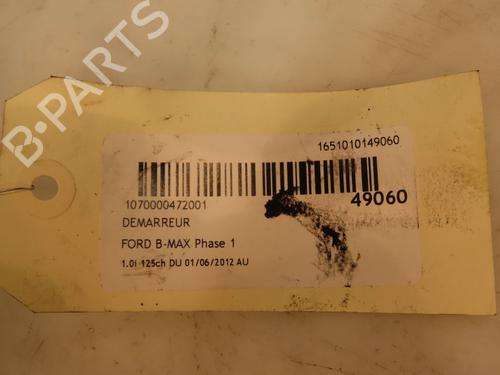 B·PARTS
1651010149060
1070000472001
49060
DEMARREUR
FORD B-MAX Phase 1
1.0i 125ch DU 01/06/2012 AU